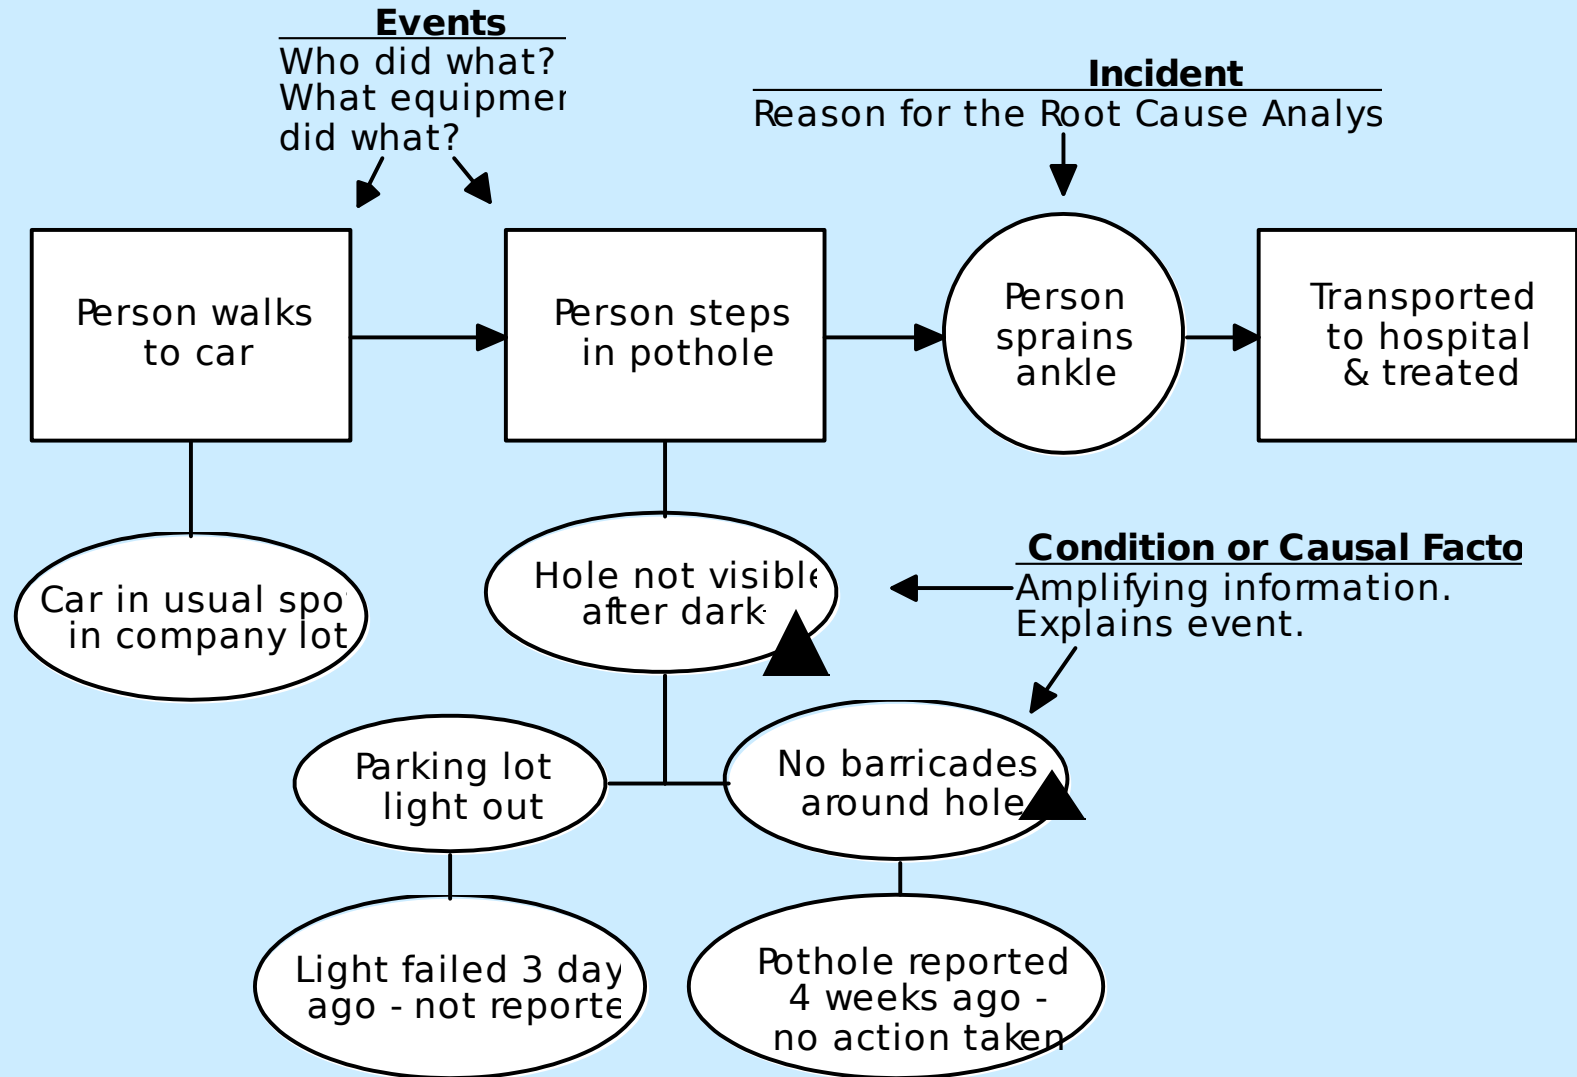 Events
Who did what?
What equipmen
did what?
Incident
Reason for the Root Cause Analys
Person walks
to car
Person steps
in pothole
Person
sprains
ankle
Transported
to hospital
& treated
Car in usual spot
in company lot
Hole not visible
after dark
Condition or Causal Facto
Amplifying information.
Explains event.
Parking lot
light out
No barricades
around hole
Light failed 3 day
ago - not reporte
Pothole reported
4 weeks ago -
no action taken